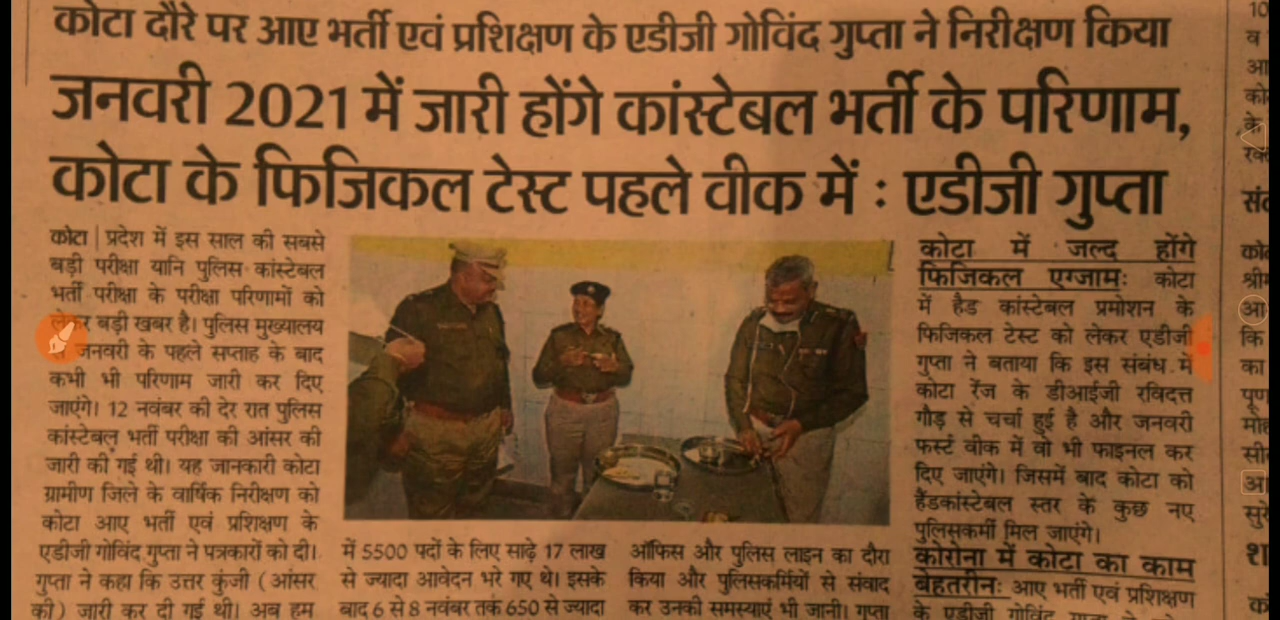 कोटा दौरे पर आए भर्ती एवं प्रशिक्षण के एडीजी गोविंद गुप्ता ने निरीक्षण किया
जनवरी 2021 में जारी होंगे कांस्टेबल भर्ती के परिणाम,
कोटा के फिजिकल टेस्ट पहले वीक में : एडीजी गुप्ता
कोटा | प्रदेश में इस साल की सबसे
बड़ी परीक्षा यानि पुलिस कांस्टेबल
भर्ती परीक्षा के परीक्षा परिणामों को
बड़ी खबर है। पुलिस मुख्यालय
जनवरी के पहले सप्ताह के बाद
कभी भी परिणाम जारी कर दिए
जाएंगे। 12 नवंबर की देर रात पुलिस
कांस्टेबल भर्ती परीक्षा की आंसर की
जारी की गई थी। यह जानकारी कोटा
ग्रामीण जिले के वार्षिक निरीक्षण को
कोटा आए भर्ती एवं प्रशिक्षण के
एडीजी गोविंद गुप्ता ने पत्रकारों को दी।
गुप्ता ने कहा कि उत्तर कुंजी (आंसर
की) जारी कर दी गई थी। अब हम
में 5500 पदों के लिए साढ़े 17 लाख
से ज्यादा आवेदन भरे गए थे। इसके
बाद 6 से 8 नवंबर तक 650 से ज्यादा
ऑफिस और पुलिस लाइन का दौरा
किया और पुलिसकर्मियों से संवाद
कर उनकी समस्याएं भी जानी। गुप्ता
कोटा में जल्द होंगे
फिजिकल एग्जाम: कोटा
में हैड कांस्टेबल प्रमोशन के
फिजिकल टेस्ट को लेकर एडीजी
गुप्ता ने बताया कि इस संबंध में
कोटा रेंज के डीआईजी रविदत्त
गौड़ से चर्चा हुई है और जनवरी
फर्स्ट वीक में वो भी फाइनल कर
दिए जाएंगे। जिसमें बाद कोटा को
हैंडकांस्टेबल स्तर के कुछ नए
पुलिसकर्मी मिल जाएंगे।
कोरोना में कोटा का काम
बेहतरीन: आए भर्ती एवं प्रशिक्षण
के एडीजी गोविंद